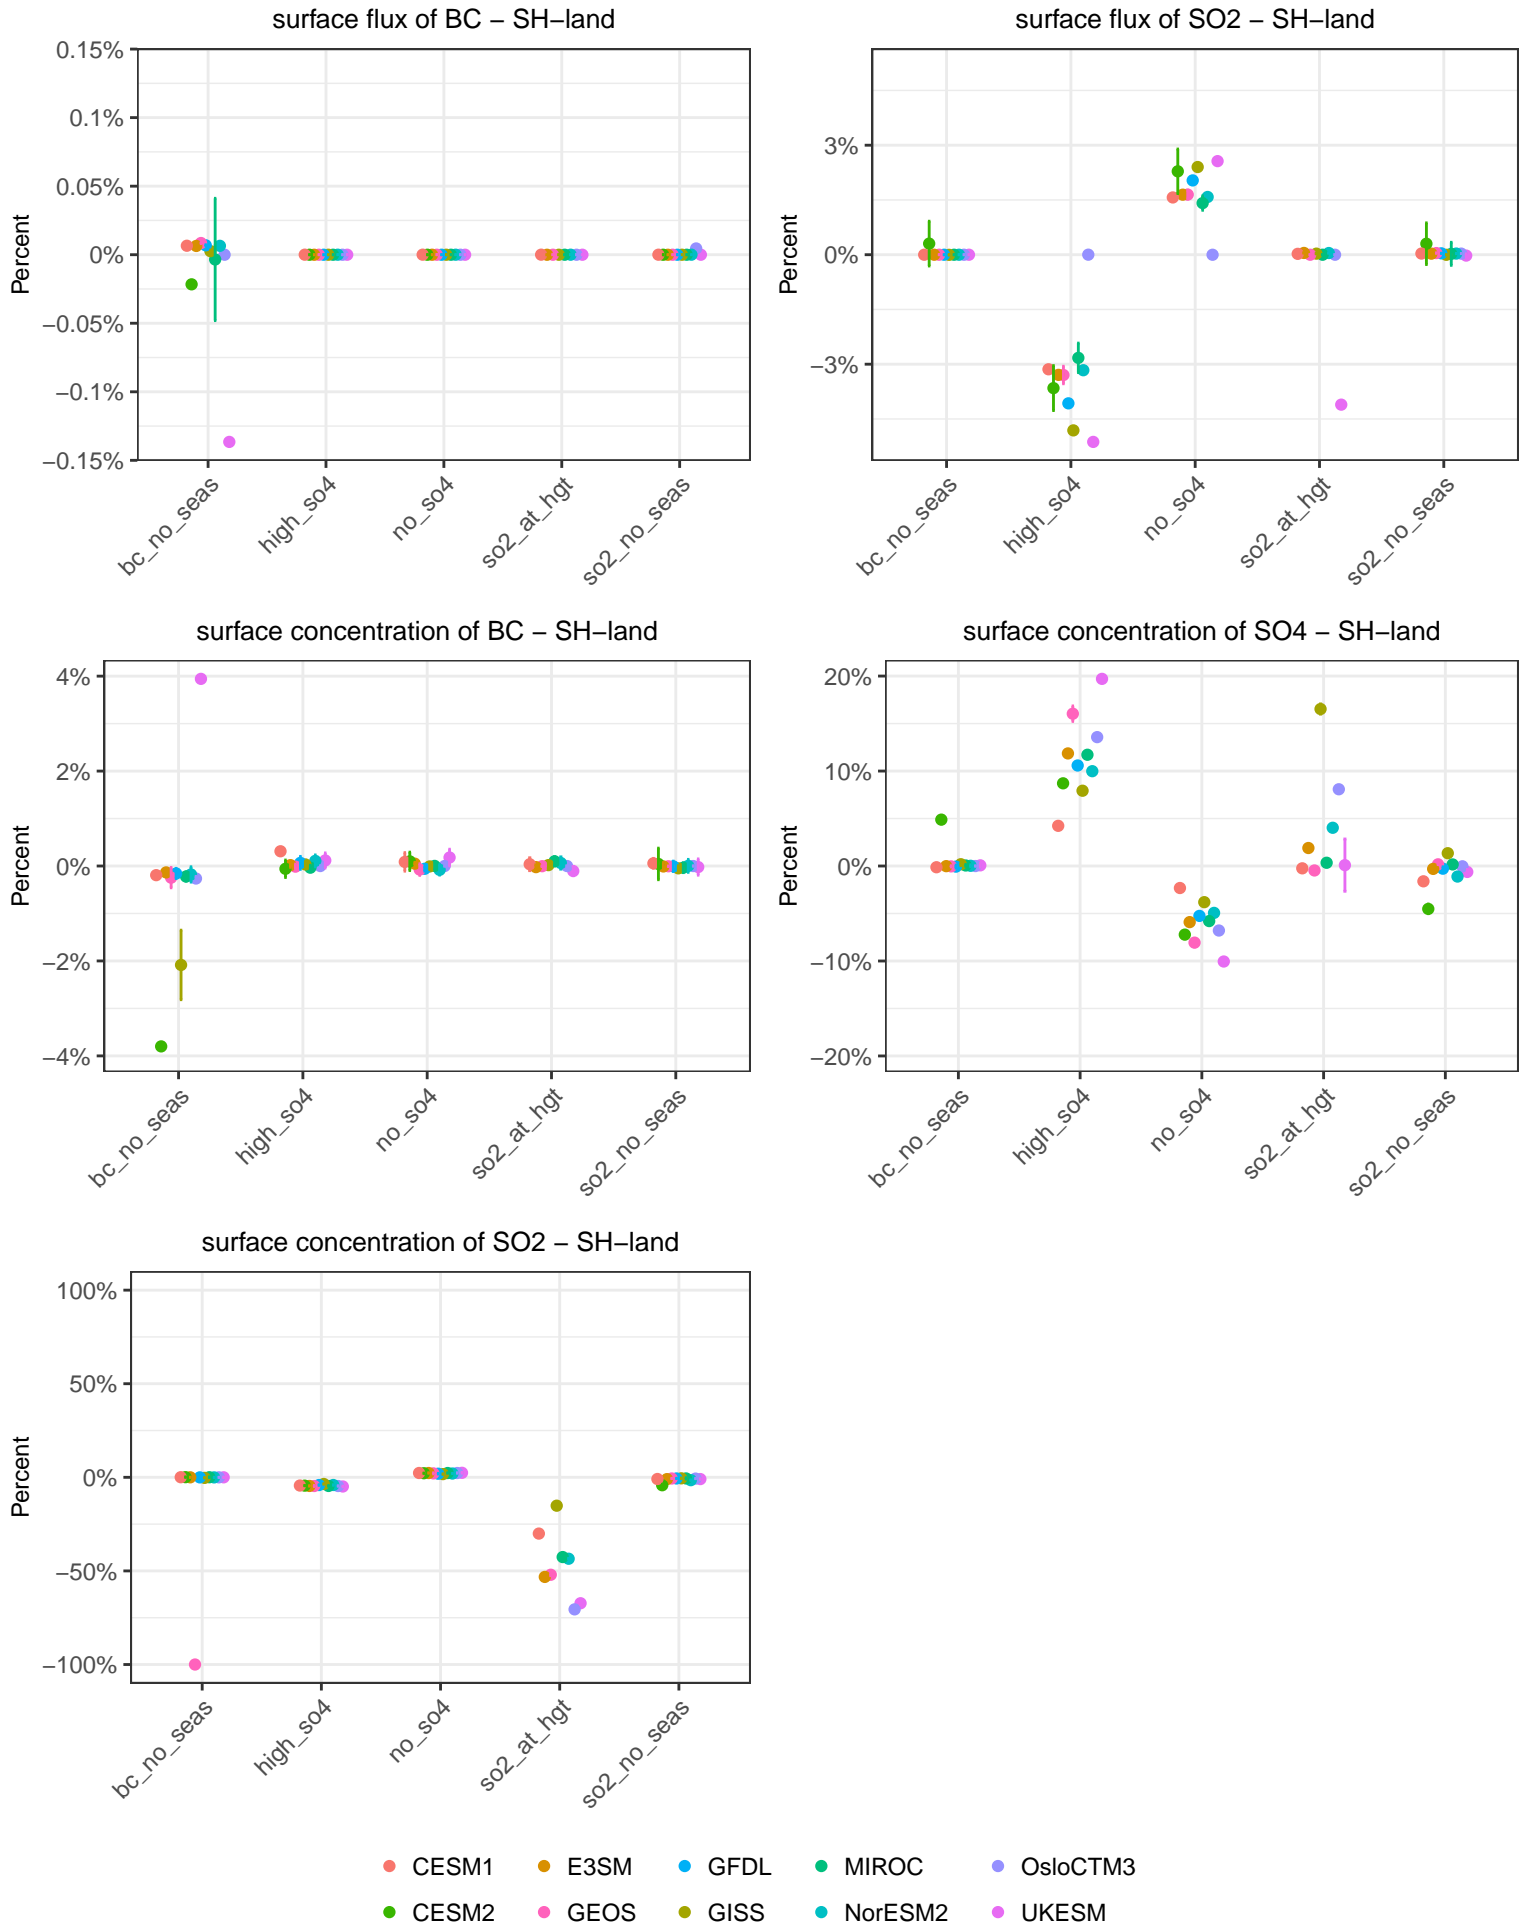 surface flux of BC − SH−land
Percent
0.15%
0.1%
0.05%
0%
−0.05%
−0.1%
−0.15%
bc_no_seas
high_so4
no_so4
so2_at_hgt
so2_no_seas
surface flux of SO2 − SH−land
Percent
3%
0%
−3%
bc_no_seas
high_so4
no_so4
so2_at_hgt
so2_no_seas
surface concentration of BC − SH−land
Percent
4%
2%
0%
−2%
−4%
bc_no_seas
high_so4
no_so4
so2_at_hgt
so2_no_seas
surface concentration of SO4 − SH−land
Percent
20%
10%
0%
−10%
−20%
bc_no_seas
high_so4
no_so4
so2_at_hgt
so2_no_seas
surface concentration of SO2 − SH−land
Percent
100%
50%
0%
−50%
−100%
bc_no_seas
high_so4
no_so4
so2_at_hgt
so2_no_seas
CESM1 E3SM GFDL MIROC OsloCTM3
CESM2 GEOS GISS NorESM2 UKESM